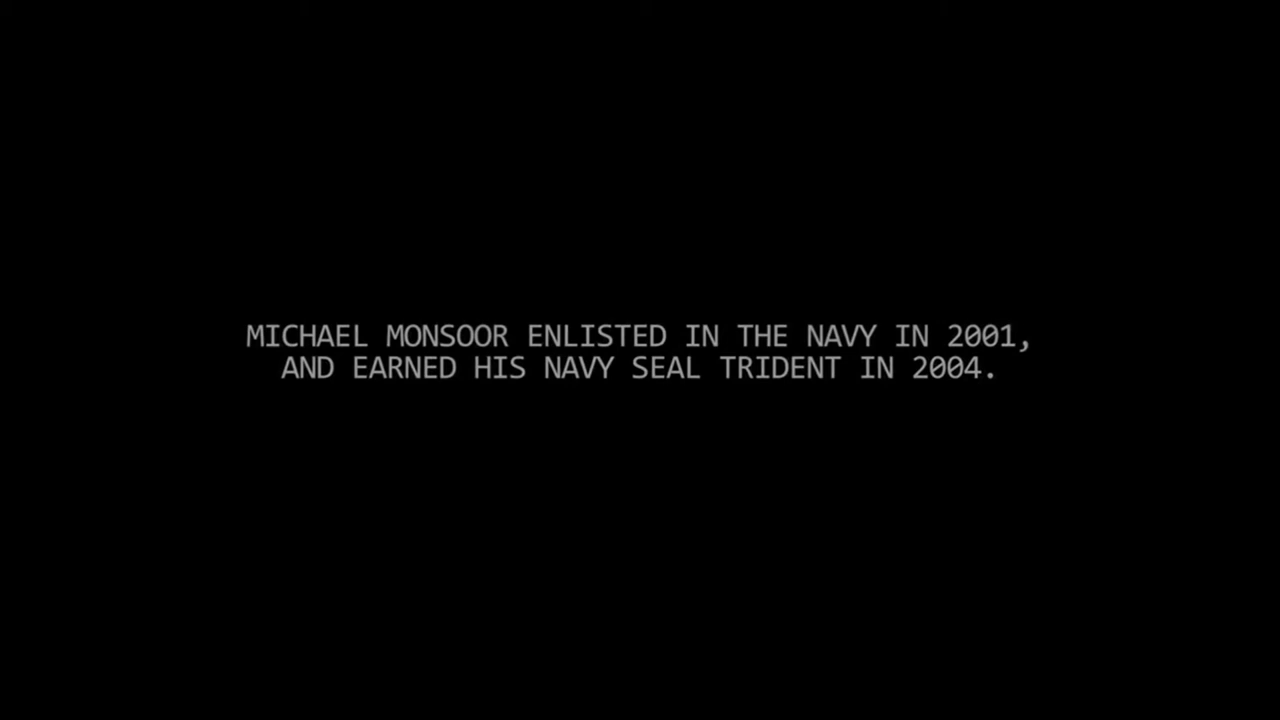 MICHAEL MONSOOR ENLISTED IN THE NAVY IN 2001,
AND EARNED HIS NAVY SEAL TRIDENT IN 2004.